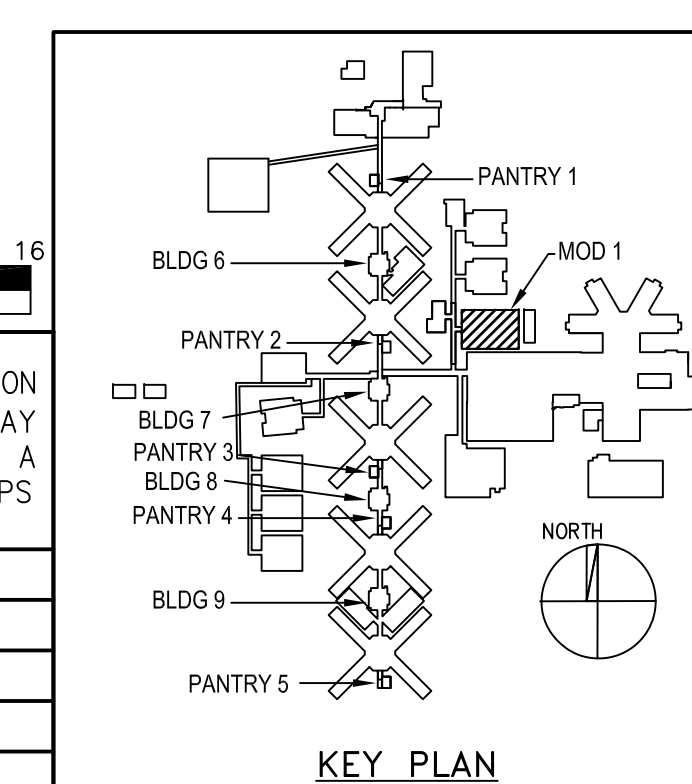 16
ON
AY
A
PS
PANTRY 1
BLDG 6
MOD 1
PANTRY 2
BLDG 7
PANTRY 3
BLDG 8
PANTRY 4
NORTH
BLDG 9
PANTRY 5
KEY PLAN